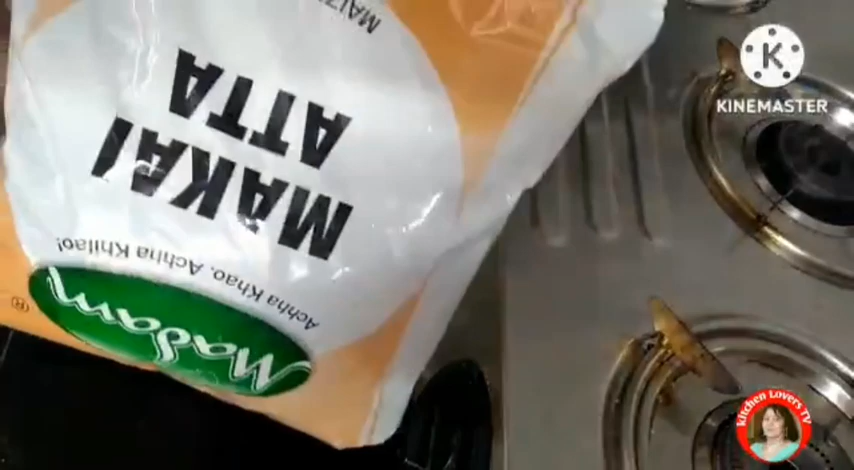 Madam
®
Achha Khao, Achha Khilao!
MAKAI
ATTA
KINEMASTER
Kitchen Lovers TV